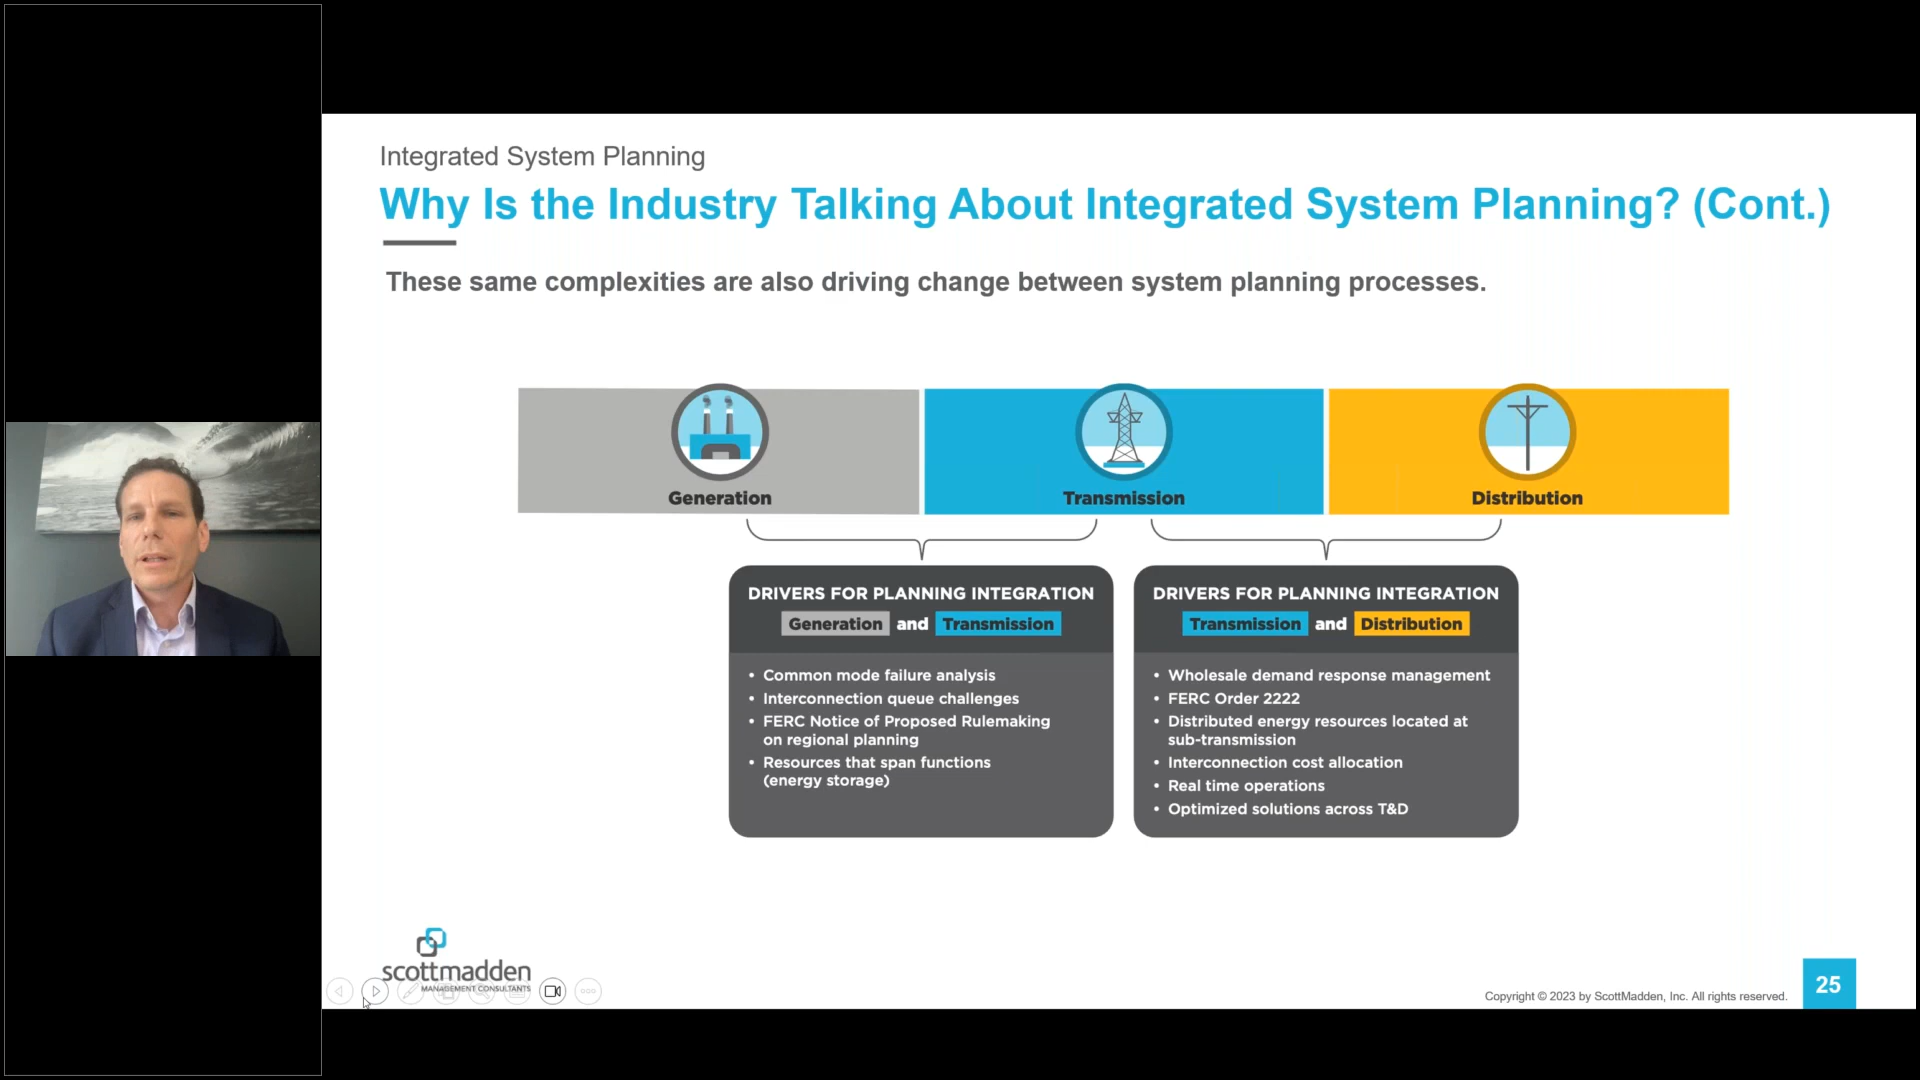 Integrated System Planning
Why Is the Industry Talking About Integrated System Planning? (Cont.)
These same complexities are also driving change between system planning processes.
Generation
Transmission
Distribution
DRIVERS FOR PLANNING INTEGRATION
Generation and Transmission
• Common mode failure analysis
• Interconnection queue challenges
• FERC Notice of Proposed Rulemaking
on regional planning
• Resources that span functions
(energy storage)
DRIVERS FOR PLANNING INTEGRATION
Transmission and Distribution
• Wholesale demand response management
• FERC Order 2222
• Distributed energy resources located at
sub-transmission
• Interconnection cost allocation
• Real time operations
• Optimized solutions across T&D
scottmadden
MANAGEMENT CONSULTANTS
Copyright © 2023 by ScottMadden, Inc. All rights reserved.
25